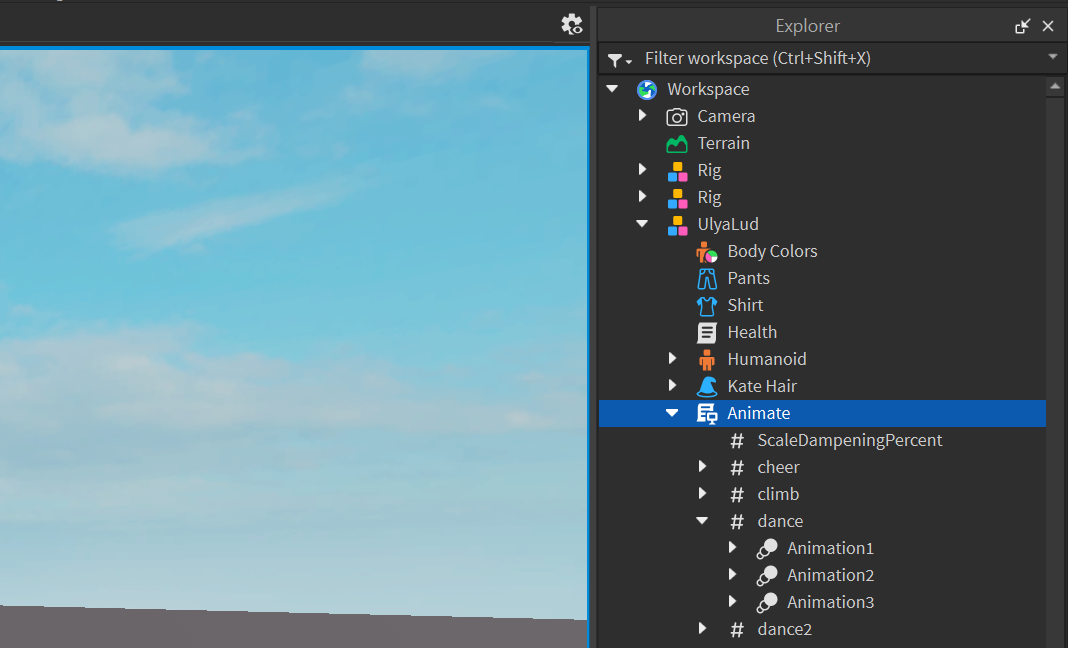 Explorer
Filter workspace (Ctrl+Shift+X)
Workspace
Camera
Terrain
Rig
Rig
UlyaLud
Body Colors
Pants
Shirt
Health
Humanoid
Kate Hair
Animate
# ScaleDampeningPercent
# cheer
# climb
# dance
Animation1
Animation2
Animation3
# dance2